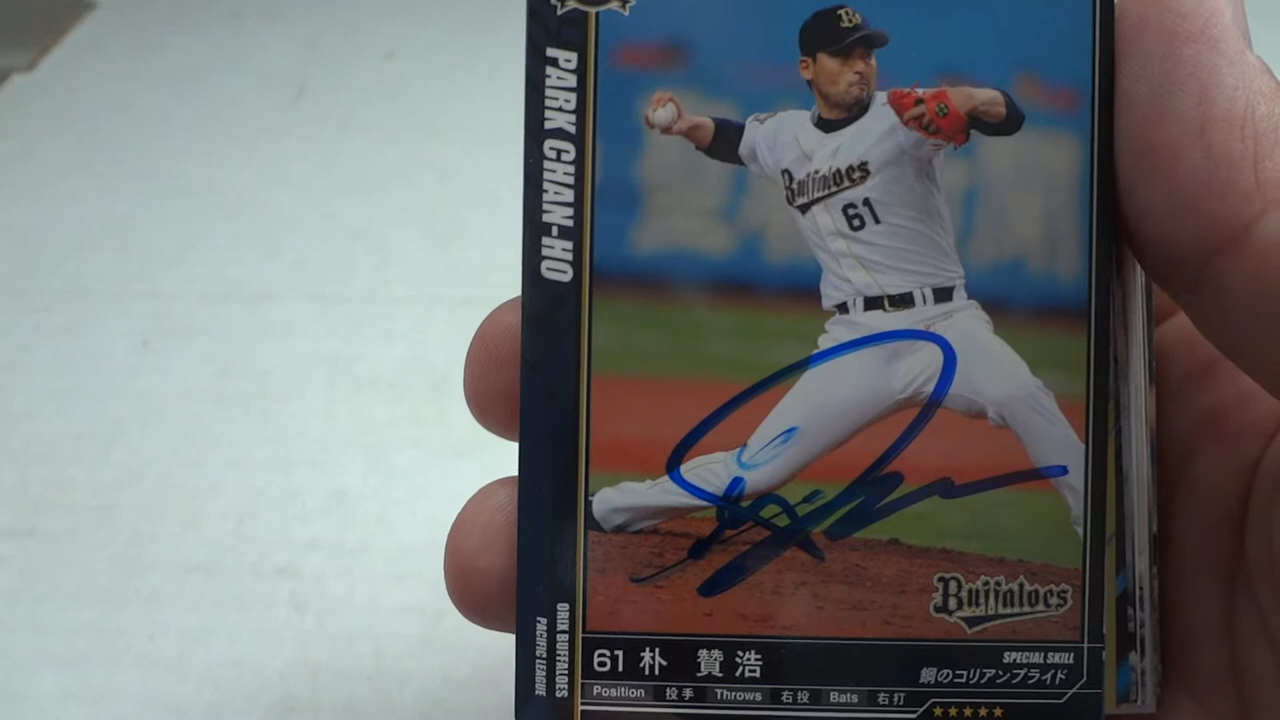 PARK CHAN-HO
ORIX BUFFALOES
PACIFIC LEAGUE
B
Buffaloes
61
Buffaloes
61 朴 贊浩
SPECIAL SKILL
鋼のコリアンプライド
Position 投手 Throws 右投 Bats 右打
★★★★★